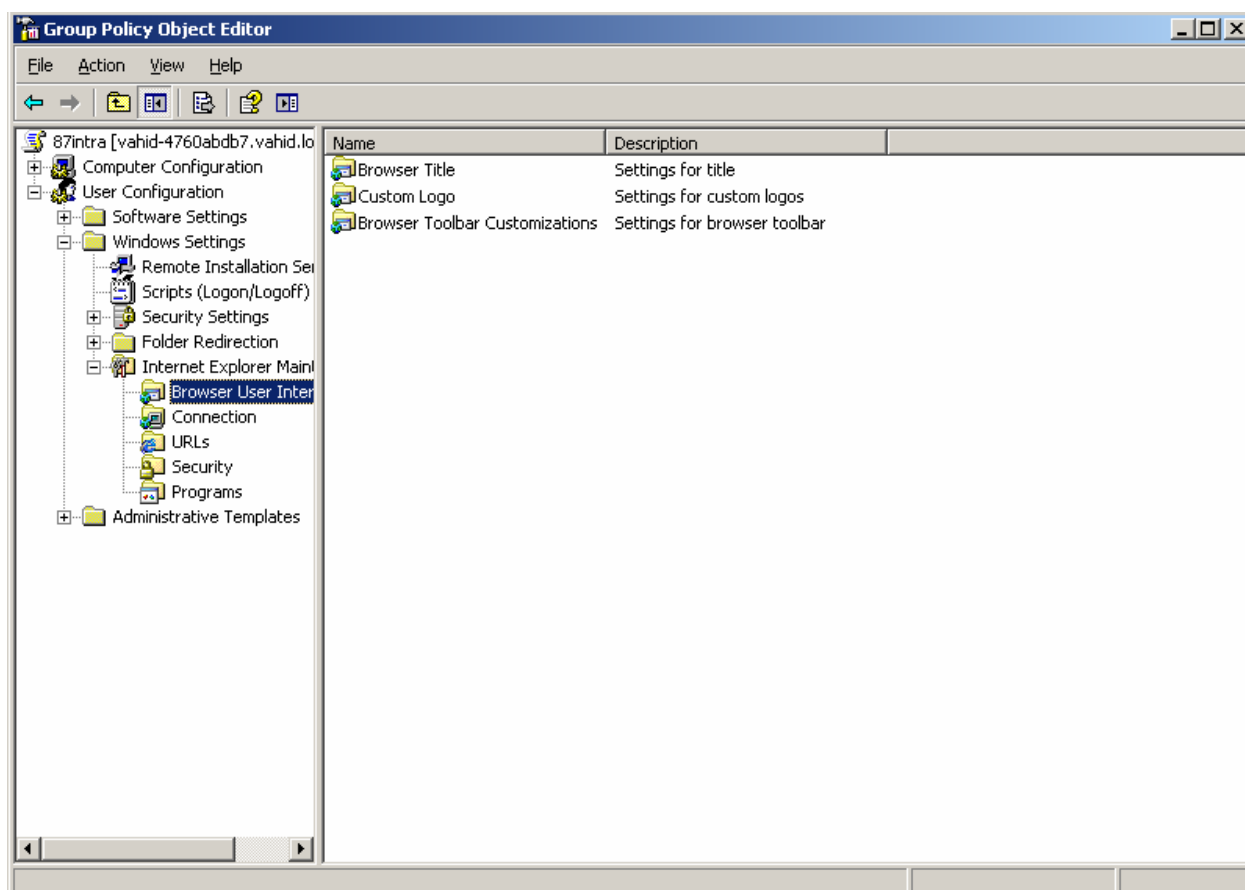 Group Policy Object Editor
File Action View Help
87intra [vahid-4760abdb7.vahid.lo
Computer Configuration
User Configuration
Software Settings
Windows Settings
Remote Installation Ser
Scripts (Logon/Logoff)
Security Settings
Folder Redirection
Internet Explorer Maint
Browser User Inter
Connection
URLs
Security
Programs
Administrative Templates
Name Description
Browser Title Settings for title
Custom Logo Settings for custom logos
Browser Toolbar Customizations Settings for browser toolbar